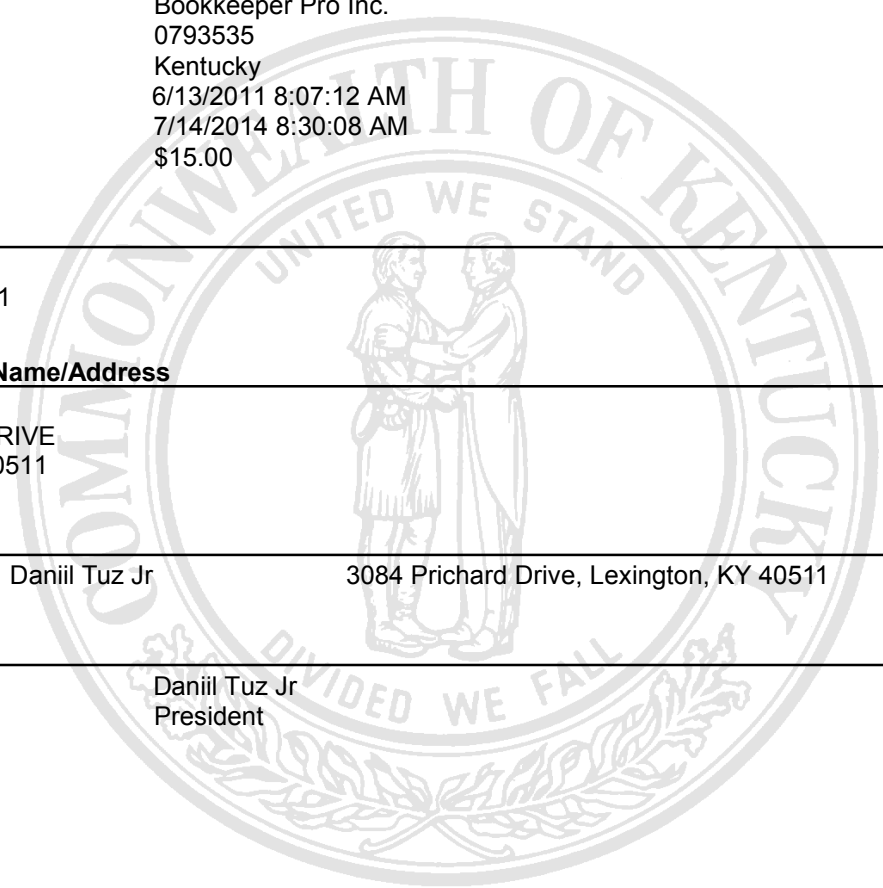 Bookkeeper Pro Inc.
0793535
Kentucky
6/13/2011 8:07:12 AM
7/14/2014 8:30:08 AM
$15.00
COMMONWEALTH OF KENTUCKY
UNITED WE STAND
1
Name/Address
RIVE
0511
Daniil Tuz Jr 3084 Prichard Drive, Lexington, KY 40511
DIVIDED WE FALL
Daniil Tuz Jr
President